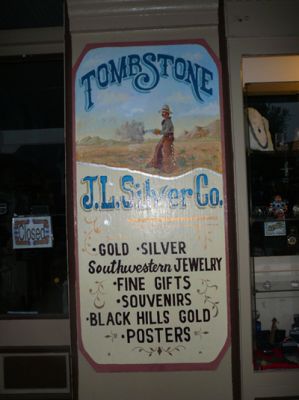 TOMBSTONE
J.L. Silver Co.
• GOLD • SILVER
Southwestern JEWELRY
• FINE GIFTS
• SOUVENIRS
• BLACK HILLS GOLD •
• POSTERS •
Closed